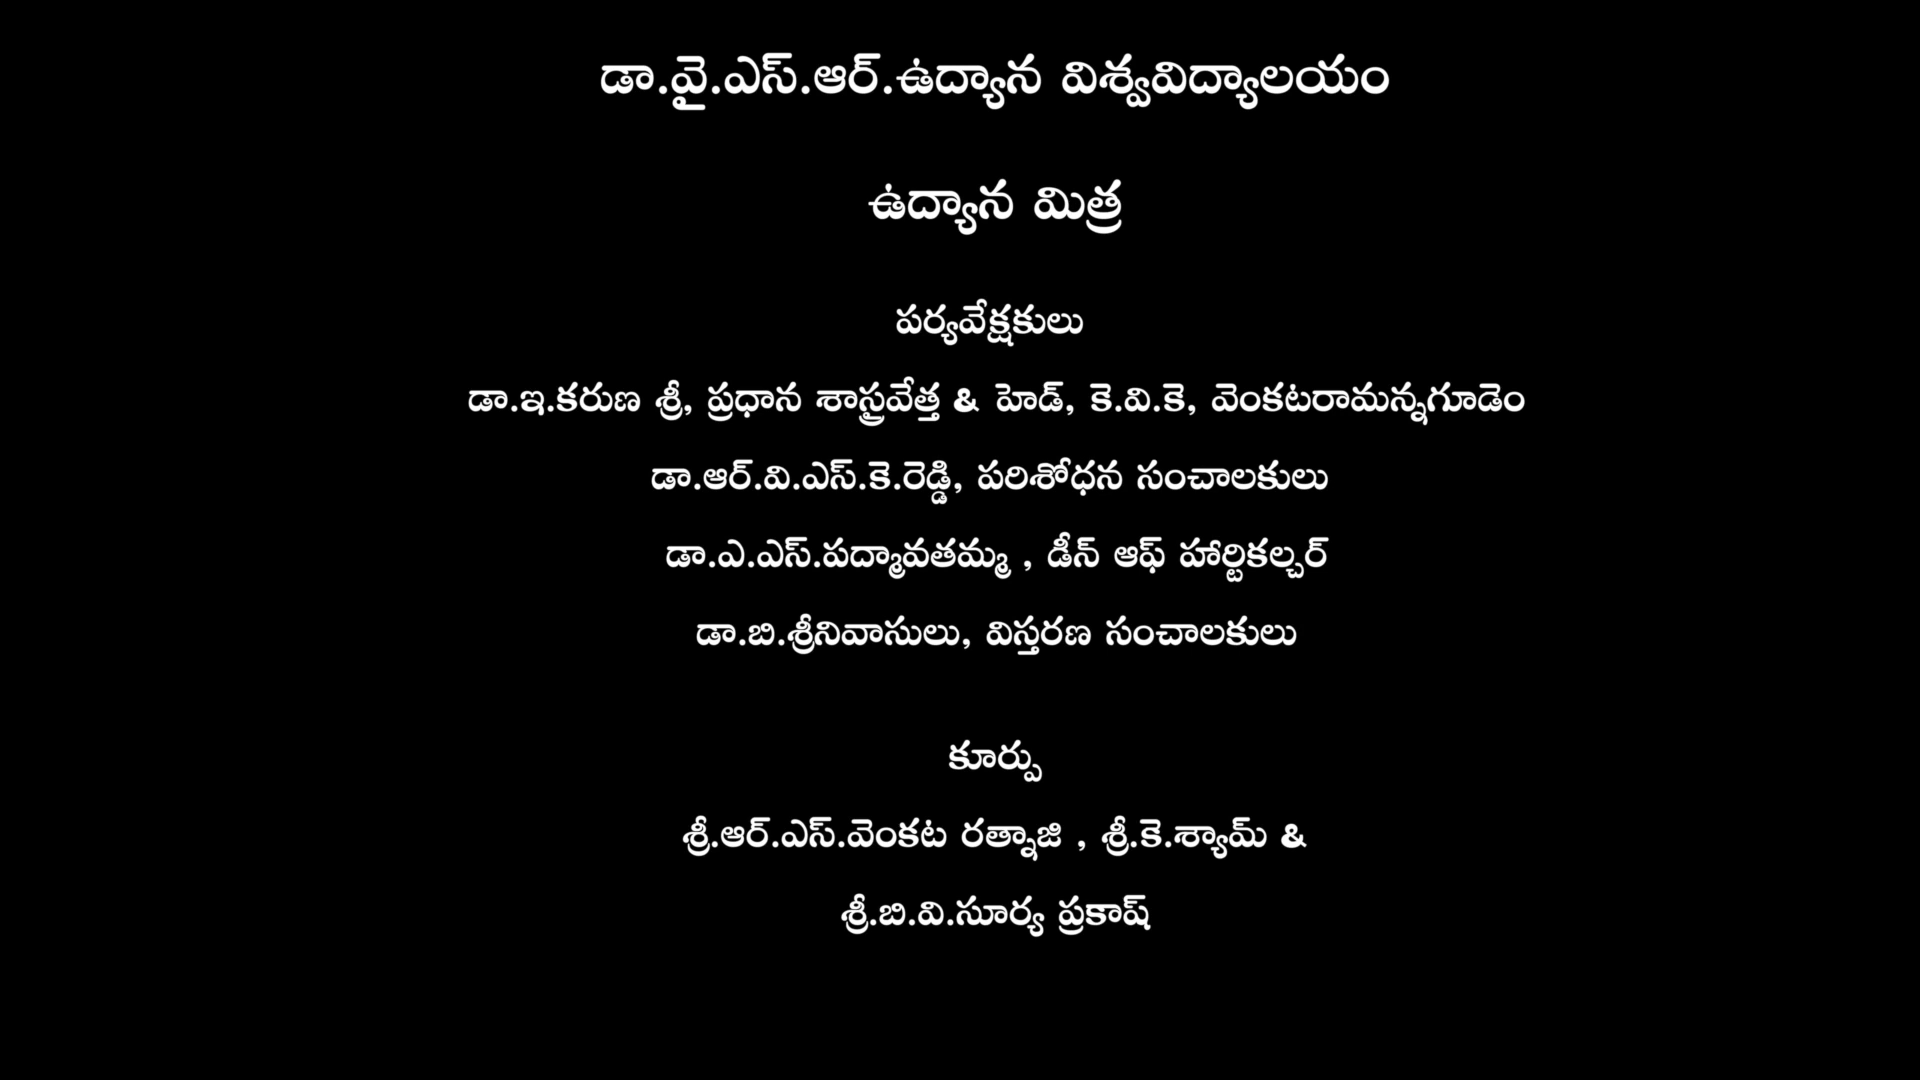 డా.వై.ఎస్.ఆర్.ఉద్యాన విశ్వవిద్యాలయం
ఉద్యాన మిత్ర
పర్యవేక్షకులు
డా.ఇ.కరుణ శ్రీ, ప్రధాన శాస్త్రవేత్త & హెడ్, కె.వి.కె, వెంకటరామన్నగూడెం
డా.ఆర్.వి.ఎస్.కె.రెడ్డి, పరిశోధన సంచాలకులు
డా.ఎ.ఎస్.పద్మావతమ్మ , డీన్ ఆఫ్ హార్టికల్చర్
డా.బి.శ్రీనివాసులు, విస్తరణ సంచాలకులు
కూర్పు
శ్రీ.ఆర్.ఎస్.వెంకట రత్నాజి , శ్రీ.కె.శ్యామ్ &
శ్రీ.బి.వి.సూర్య ప్రకాష్